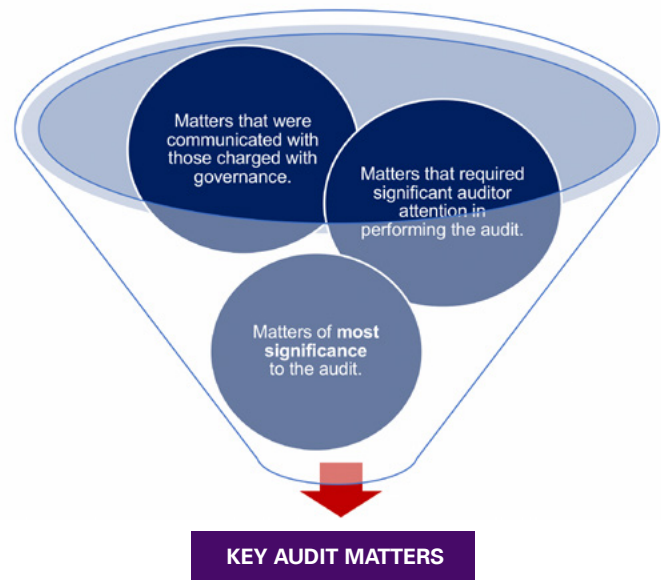 Matters that were
communicated with
those charged with
governance.
Matters that required
significant auditor
attention in
performing the audit.
Matters of most
significance
to the audit.
KEY AUDIT MATTERS